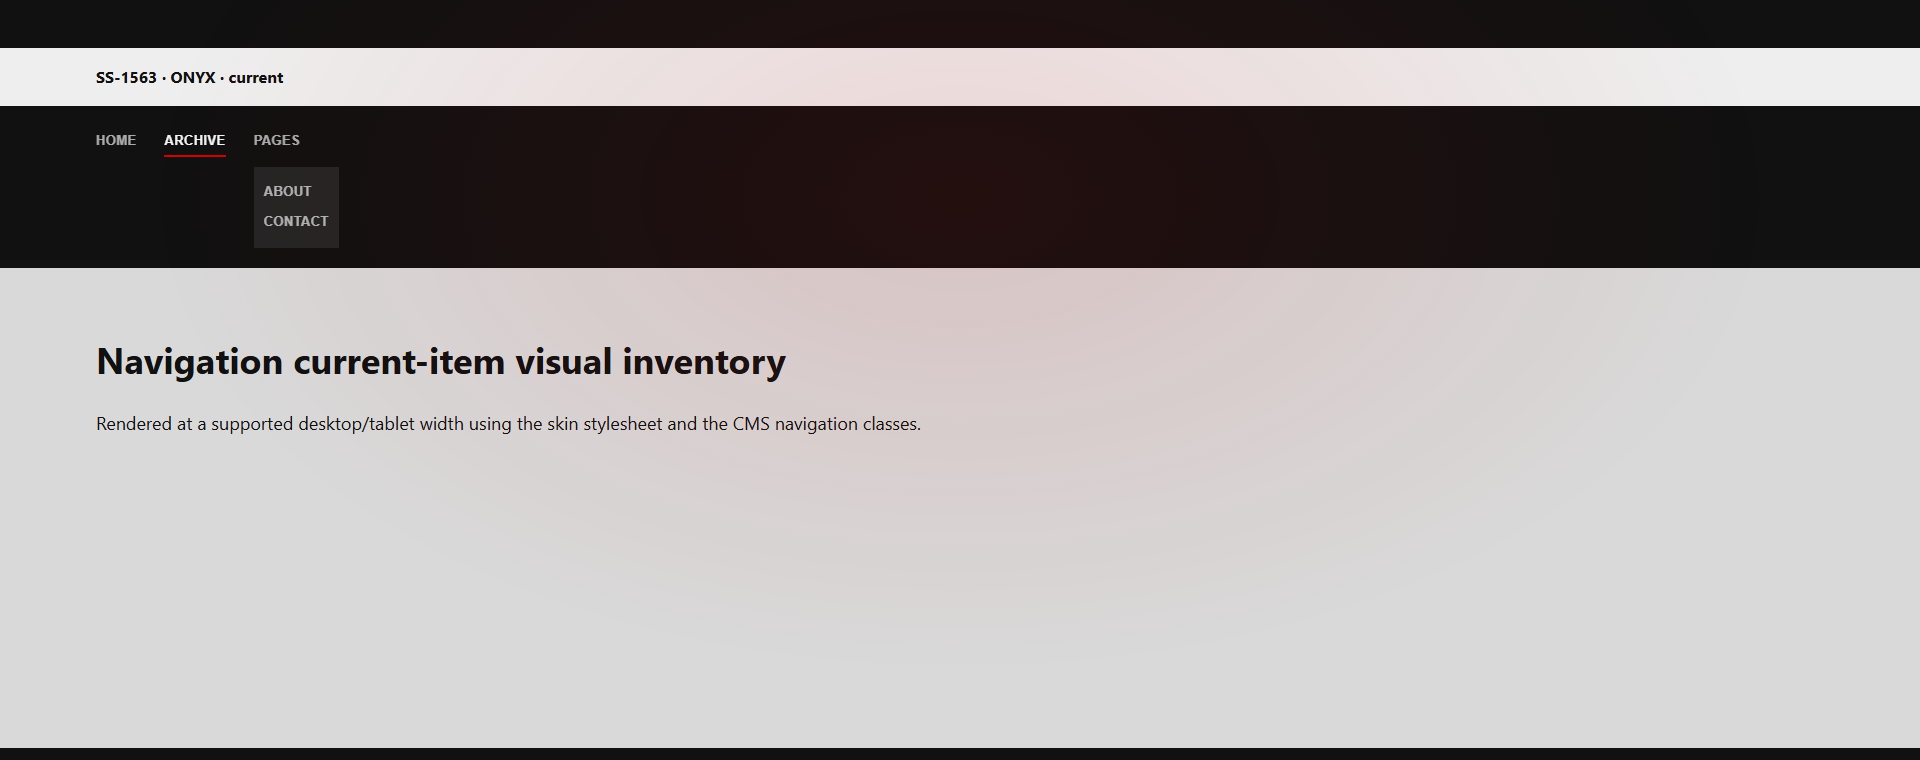 SS-1563 · ONYX · current
HOME ARCHIVE PAGES
ABOUT
CONTACT
Navigation current-item visual inventory
Rendered at a supported desktop/tablet width using the skin stylesheet and the CMS navigation classes.